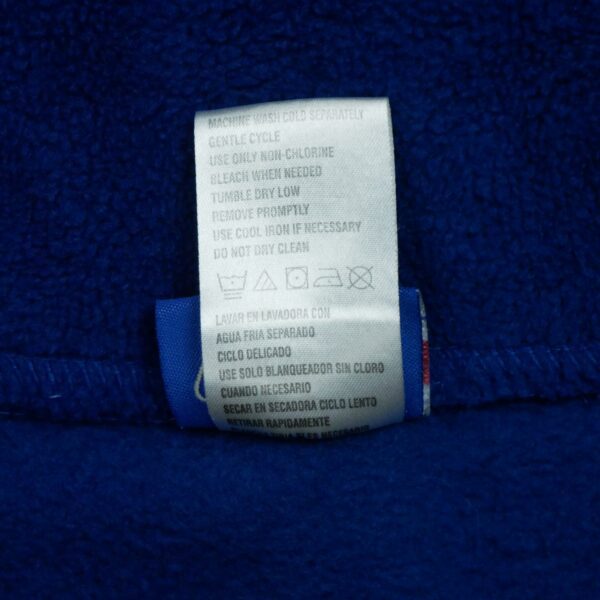 MACHINE WASH COLD SEPARATELY
GENTLE CYCLE
USE ONLY NON-CHLORINE
BLEACH WHEN NEEDED
TUMBLE DRY LOW
REMOVE PROMPTLY
USE COOL IRON IF NECESSARY
DO NOT DRY CLEAN
LAVAR EN LAVADORA CON
AGUA FRIA SEPARADO
CICLO DELICADO
USE SOLO BLANQUEADOR SIN CLORO
CUANDO NECESARIO
SECAR EN SECADORA CICLO LENTO
RETIRAR RAPIDAMENTE